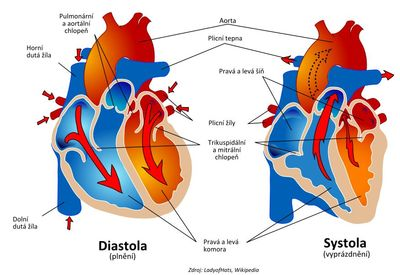 Pulmonární
a aortální
chlopeň
Aorta
Plicní tepna
Horní
dutá žíla
Pravá a levá síň
Plicní žíly
Trikuspidální
a mitrální
chlopeň
Dolní
dutá žíla
Pravá a levá
komora
Diastola
(plnění)
Systola
(vyprázdnění)
Zdroj: LadyofHats, Wikipedia